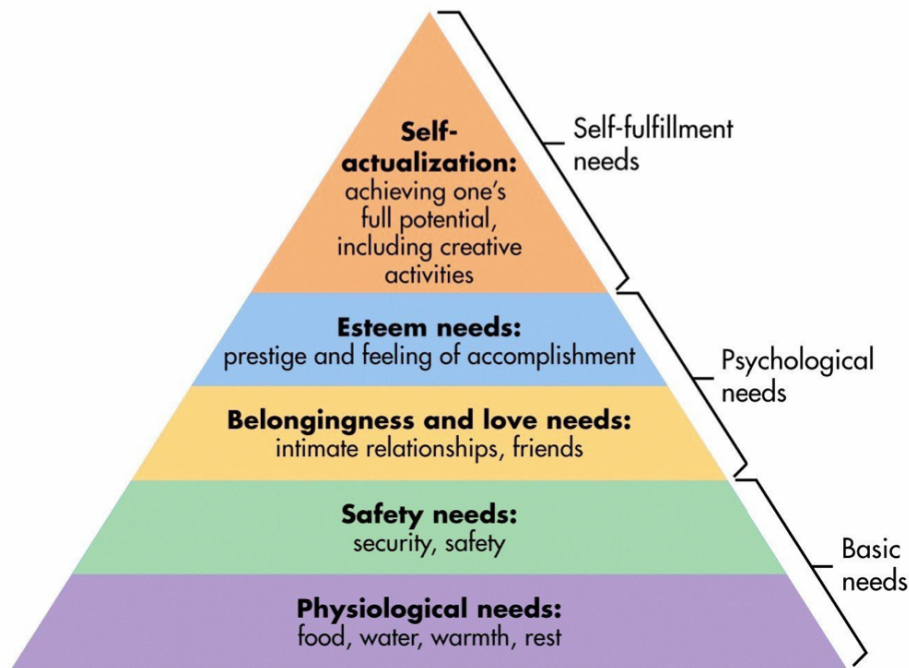 Self-
actualization:
achieving one's
full potential,
including creative
activities
Self-fulfillment
needs
Esteem needs:
prestige and feeling of accomplishment
Psychological
needs
Belongingness and love needs:
intimate relationships, friends
Safety needs:
security, safety
Basic
needs
Physiological needs:
food, water, warmth, rest